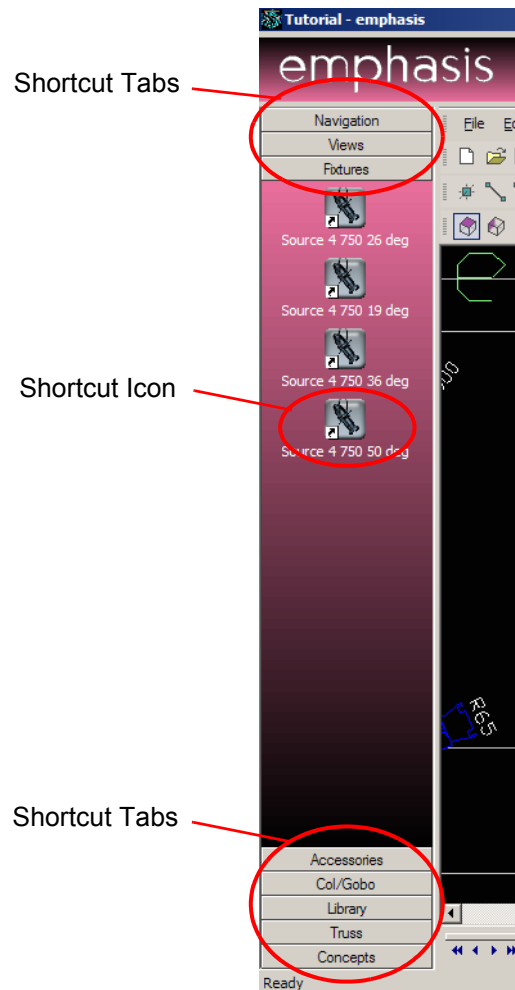 Tutorial - emphasis
emphasis
Shortcut Tabs
Navigation
Views
Fixtures
File
Source 4 750 26 deg
Source 4 750 19 deg
Source 4 750 36 deg
Shortcut Icon
Source 4 750 50 deg
R65
Shortcut Tabs
Accessories
Col/Gobo
Library
Truss
Concepts
Ready